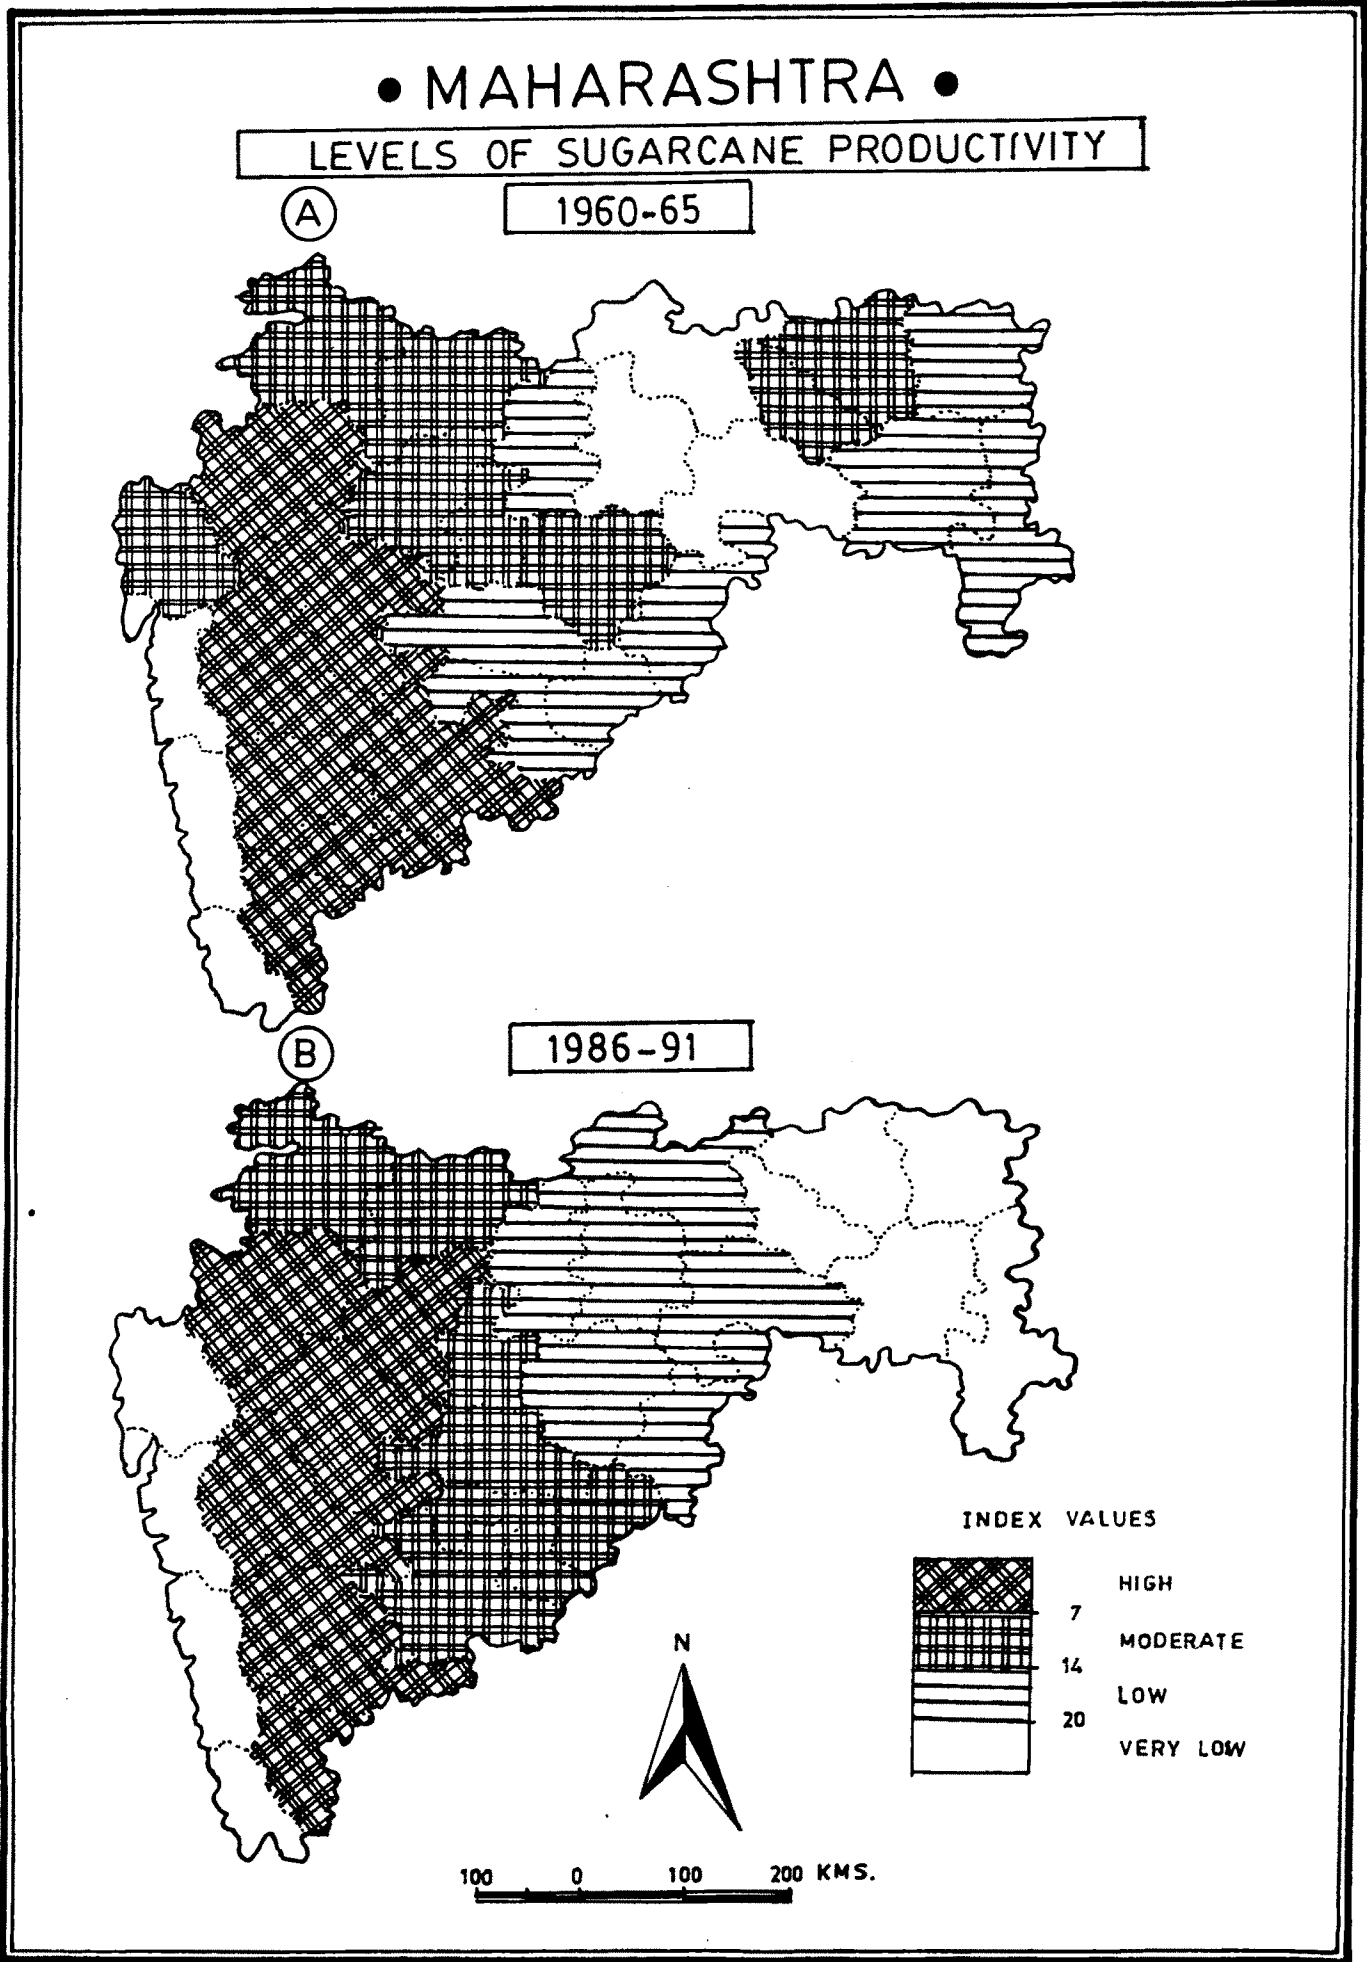 • MAHARASHTRA •
LEVELS OF SUGARCANE PRODUCTIVITY
A
1960-65
B
1986-91
INDEX VALUES
HIGH
7
MODERATE
14
LOW
20
VERY LOW
N
100 0 100 200 KMS.